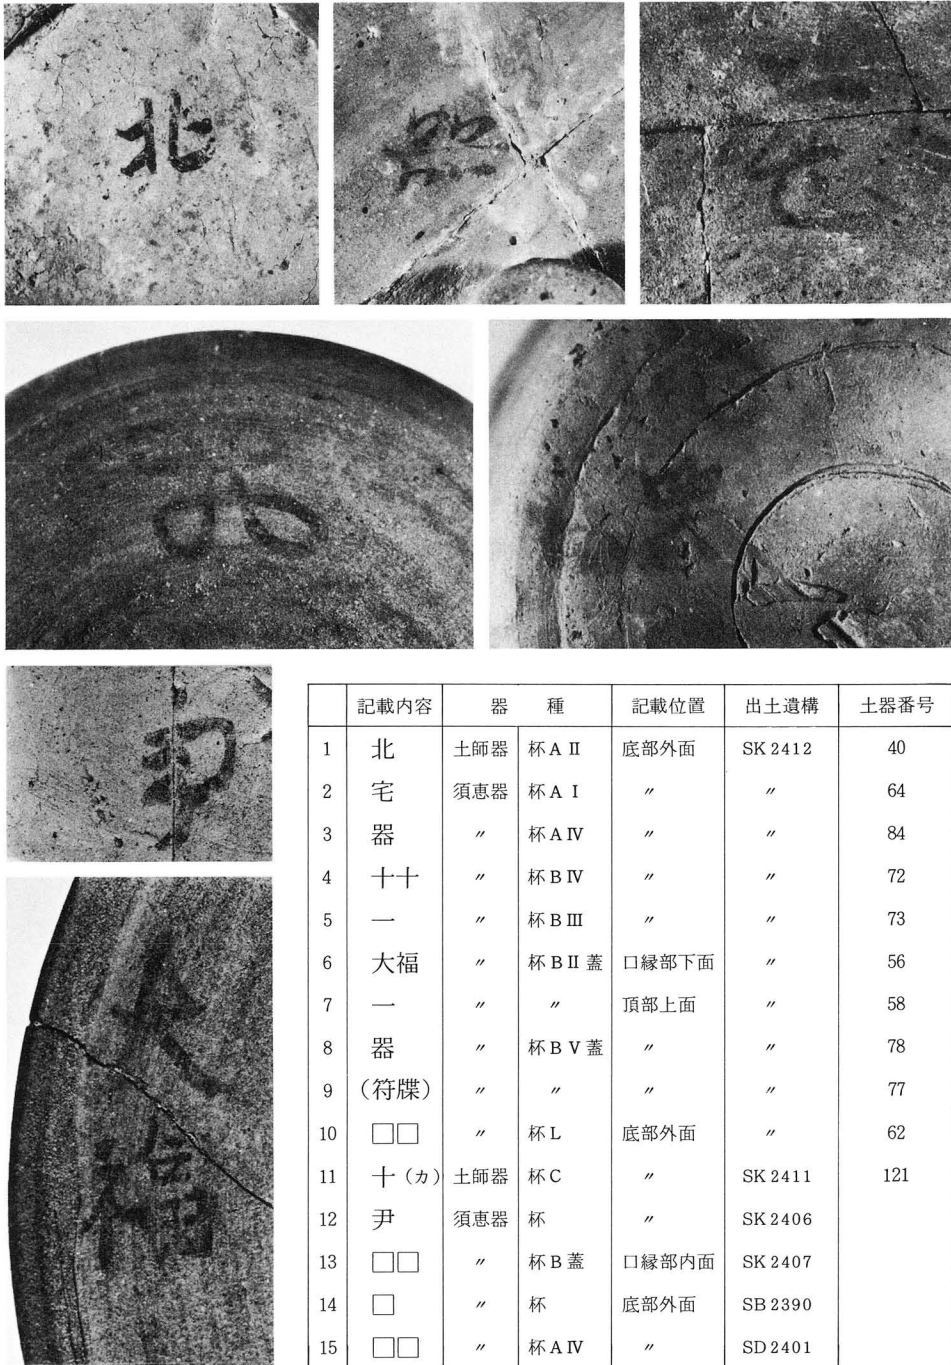 北
器
宅
尹
大福
記載内容 器種 記載位置 出土遺構 土器番号
1 北 土師器 杯AⅡ 底部外面 SK2412 40
2 宅 須恵器 杯AⅠ 〃 〃 64
3 器 〃 杯AⅣ 〃 〃 84
4 十十 〃 杯BⅣ 〃 〃 72
5 一 〃 杯BⅢ 〃 〃 73
6 大福 〃 杯BⅡ蓋 口縁部下面 〃 56
7 一 〃 〃 頂部上面 〃 58
8 器 〃 杯BⅤ蓋 〃 〃 78
9 (符牒) 〃 〃 〃 〃 77
10 □□ 〃 杯L 底部外面 〃 62
11 十(カ) 土師器 杯C 〃 SK2411 121
12 尹 須恵器 杯 〃 SK2406
13 □□ 〃 杯B蓋 口縁部内面 SK2407
14 □ 〃 杯 底部外面 SB2390
15 □□ 〃 杯AⅣ 〃 SD2401